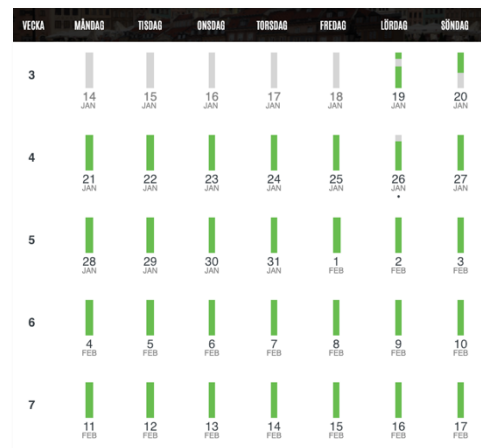 VECKA MÅNDAG TISDAG ONSDAG TORSDAG FREDAG LÖRDAG SÖNDAG
3
14 15 16 17 18 19 20
JAN JAN JAN JAN JAN JAN JAN
4
21 22 23 24 25 26 27
JAN JAN JAN JAN JAN JAN JAN
5
28 29 30 31 1 2 3
JAN JAN JAN JAN FEB FEB FEB
6
4 5 6 7 8 9 10
FEB FEB FEB FEB FEB FEB FEB
7
11 12 13 14 15 16 17
FEB FEB FEB FEB FEB FEB FEB